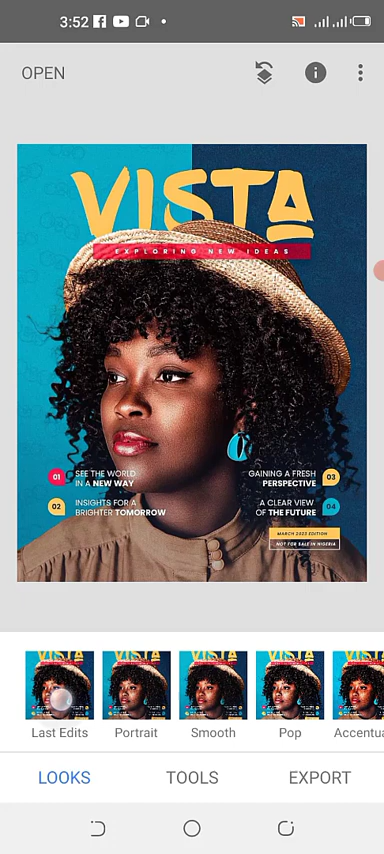 3:52
OPEN
VISTA
EXPLORING NEW IDEAS
01 SEE THE WORLD
IN A NEW WAY
GAINING A FRESH 03
PERSPECTIVE
02 INSIGHTS FOR A
BRIGHTER TOMORROW
A CLEAR VIEW 04
OF THE FUTURE
MARCH 2025 EDITION
NOT FOR SALE IN NIGERIA
Last Edits
Portrait
Smooth
Pop
Accentua
LOOKS
TOOLS
EXPORT